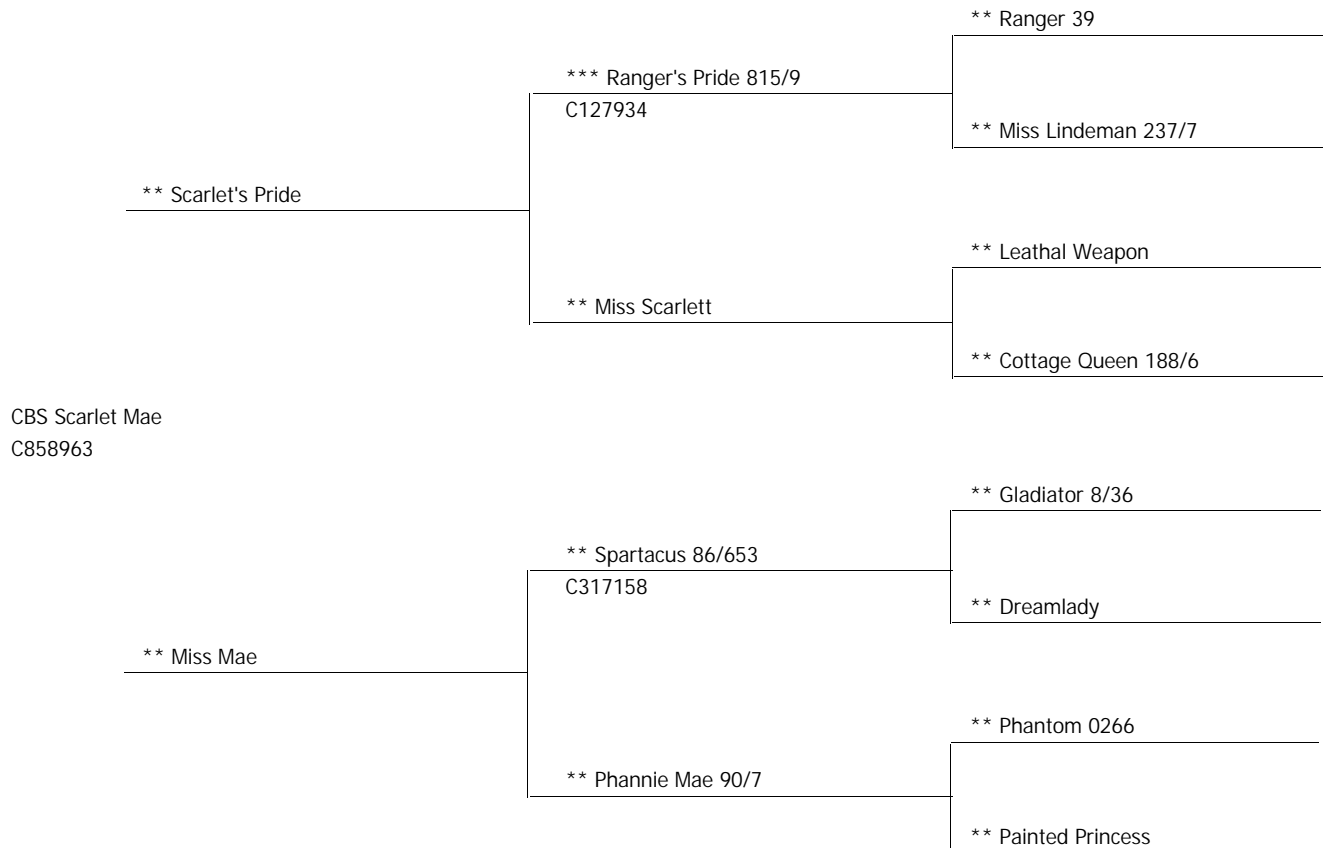 ** Ranger 39
*** Ranger's Pride 815/9
C127934
** Miss Lindeman 237/7
** Scarlet's Pride
** Leathal Weapon
** Miss Scarlett
** Cottage Queen 188/6
CBS Scarlet Mae
C858963
** Gladiator 8/36
** Spartacus 86/653
C317158
** Dreamlady
** Miss Mae
** Phantom 0266
** Phannie Mae 90/7
** Painted Princess